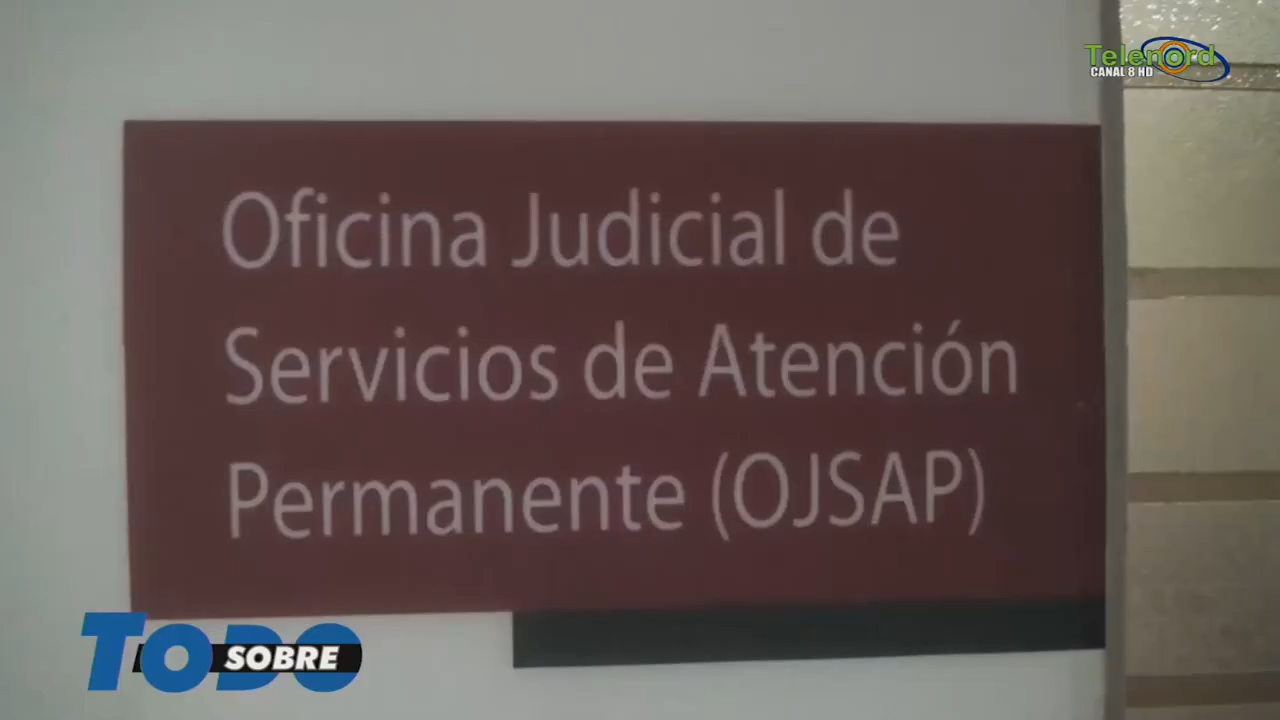 Telenord
CANAL 8 HD
Oficina Judicial de
Servicios de Atención
Permanente (OJSAP)
TODO
SOBRE